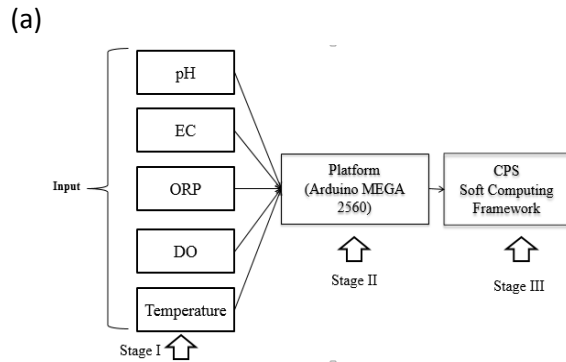 (a)
Input
pH
EC
ORP
DO
Temperature
Stage I
Platform
(Arduino MEGA
2560)
Stage II
CPS
Soft Computing
Framework
Stage III